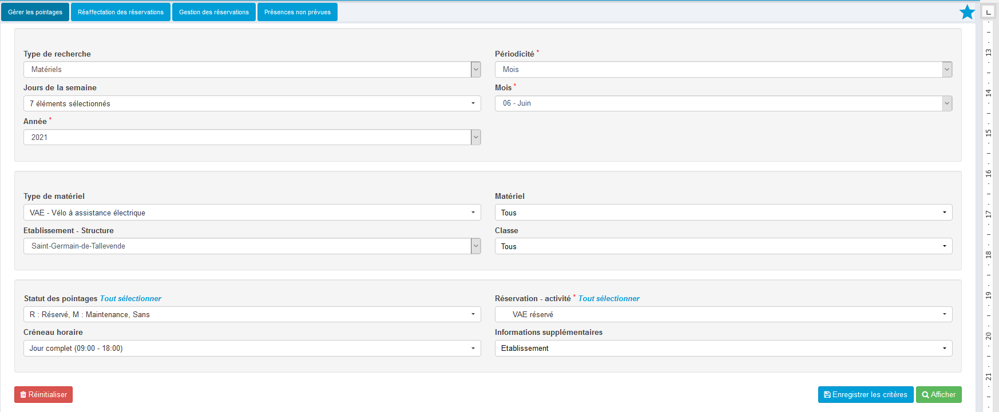 Gérer les pointages Réaffectation des réservations Gestion des réservations Présences non prévues
Type de recherche
Matériels
Périodicité *
Mois
Jours de la semaine
7 éléments sélectionnés
Mois *
06 - Juin
Année *
2021
Type de matériel
VAE - Vélo à assistance électrique
Matériel
Tous
Etablissement - Structure
Saint-Germain-de-Tallevende
Classe
Tous
Statut des pointages Tout sélectionner
R : Réservé, M : Maintenance, Sans
Réservation - activité * Tout sélectionner
VAE réservé
Créneau horaire
Jour complet (09:00 - 18:00)
Informations supplémentaires
Etablissement
Réinitialiser
Enregistrer les critères
Afficher
13
14
15
16
17
18
19
20
21